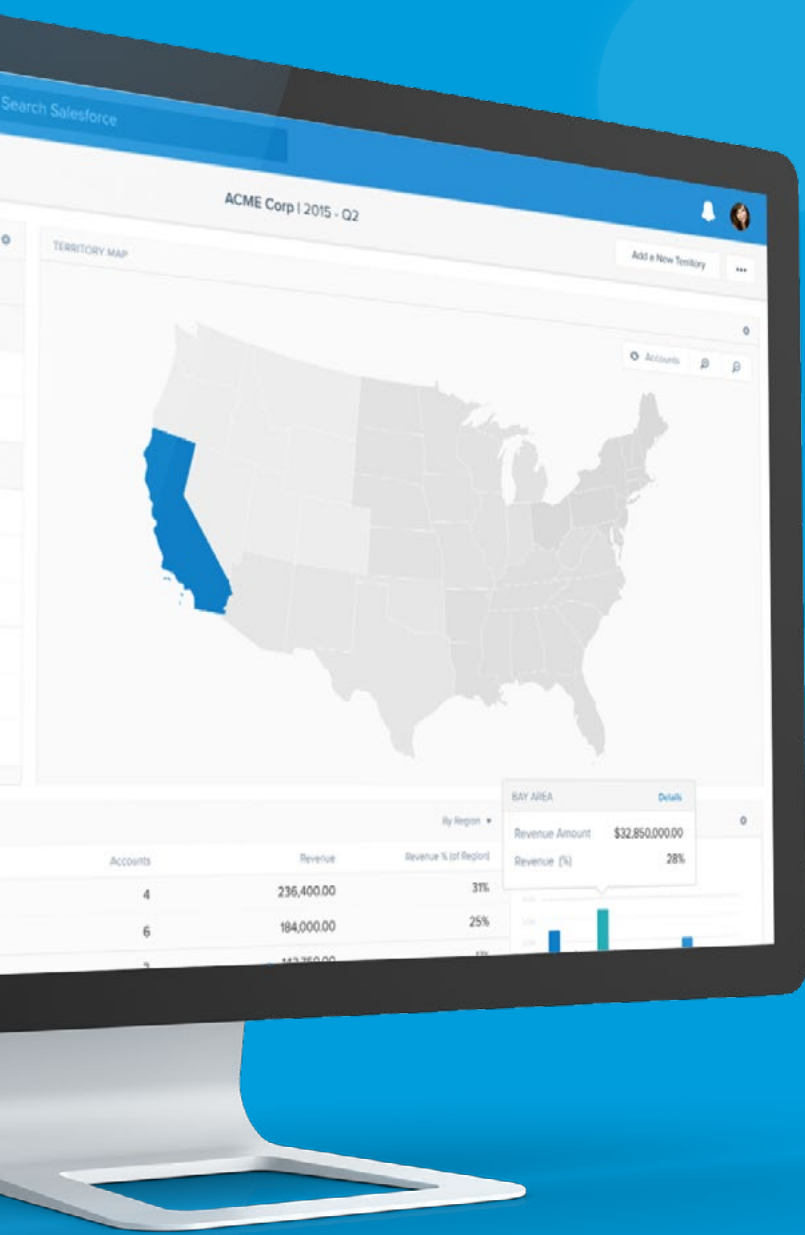 Search Salesforce
ACME Corp | 2015 - Q2
Add a New Territory
TERRITORY MAP
Accounts
By Region
Accounts Revenue Revenue % (of Region)
4 236,400.00 31%
6 184,000.00 25%
BAY AREA Details
Revenue Amount $32,850,000.00
Revenue (%) 28%